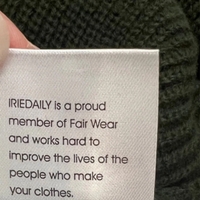 IRIEDAILY is a proud
member of Fair Wear
and works hard to
improve the lives of the
people who make
your clothes.